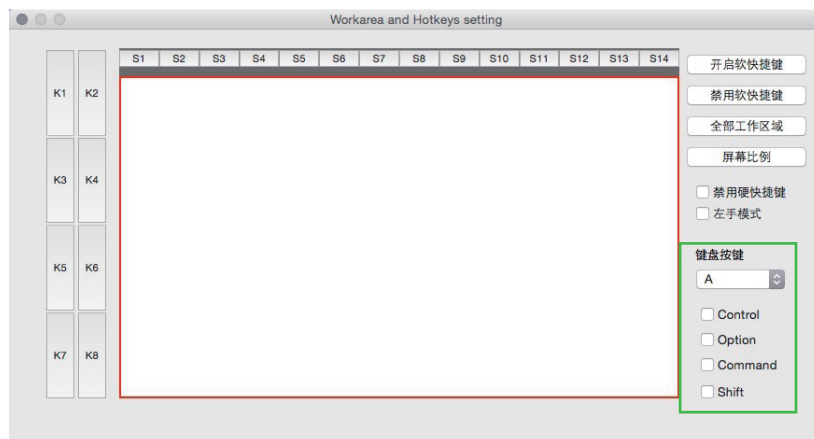 Workarea and Hotkeys setting
S1 S2 S3 S4 S5 S6 S7 S8 S9 S10 S11 S12 S13 S14
K1 K2
K3 K4
K5 K6
K7 K8
开启软快捷键
禁用软快捷键
全部工作区域
屏幕比例
禁用硬快捷键
左手模式
键盘按键
A
Control
Option
Command
Shift